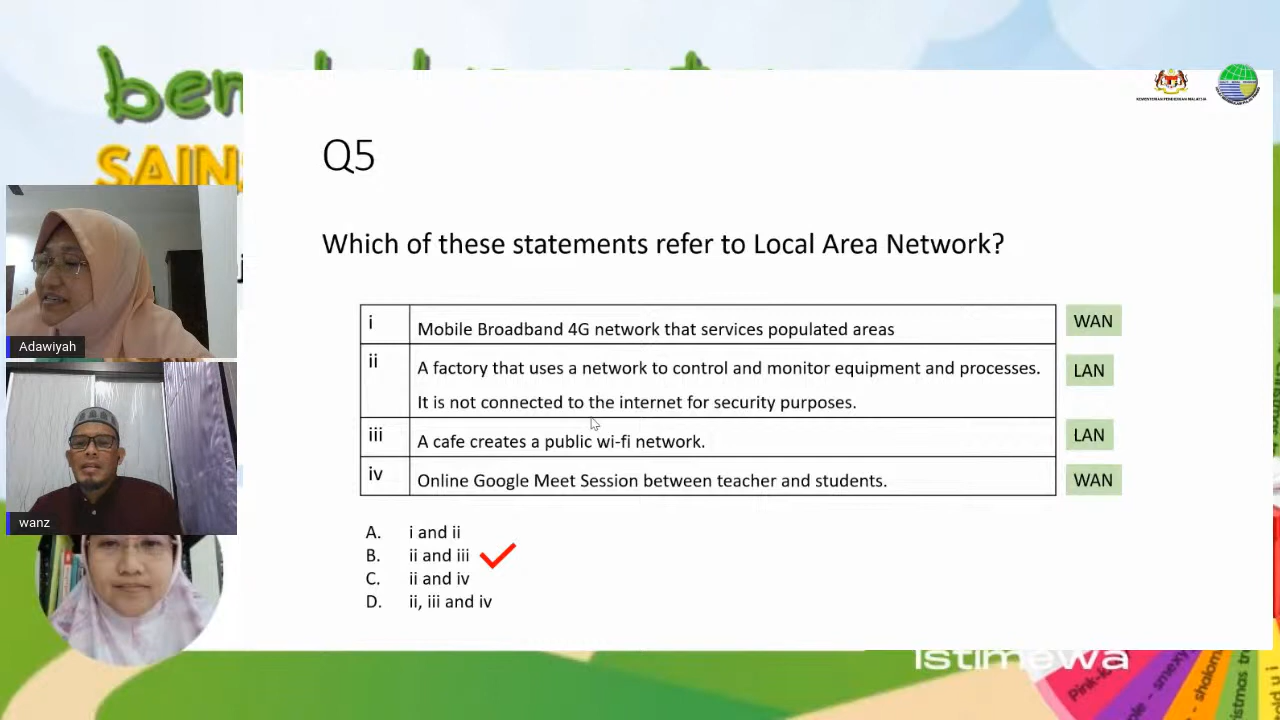 SAINS
KEMENTERIAN PENDIDIKAN MALAYSIA
Q5
Which of these statements refer to Local Area Network?
i
Mobile Broadband 4G network that services populated areas
WAN
ii
A factory that uses a network to control and monitor equipment and processes.
It is not connected to the internet for security purposes.
LAN
iii
A cafe creates a public wi-fi network.
LAN
iv
Online Google Meet Session between teacher and students.
WAN
A. i and ii
B. ii and iii
C. ii and iv
D. ii, iii and iv
Adawiyah
wanz
istimewa